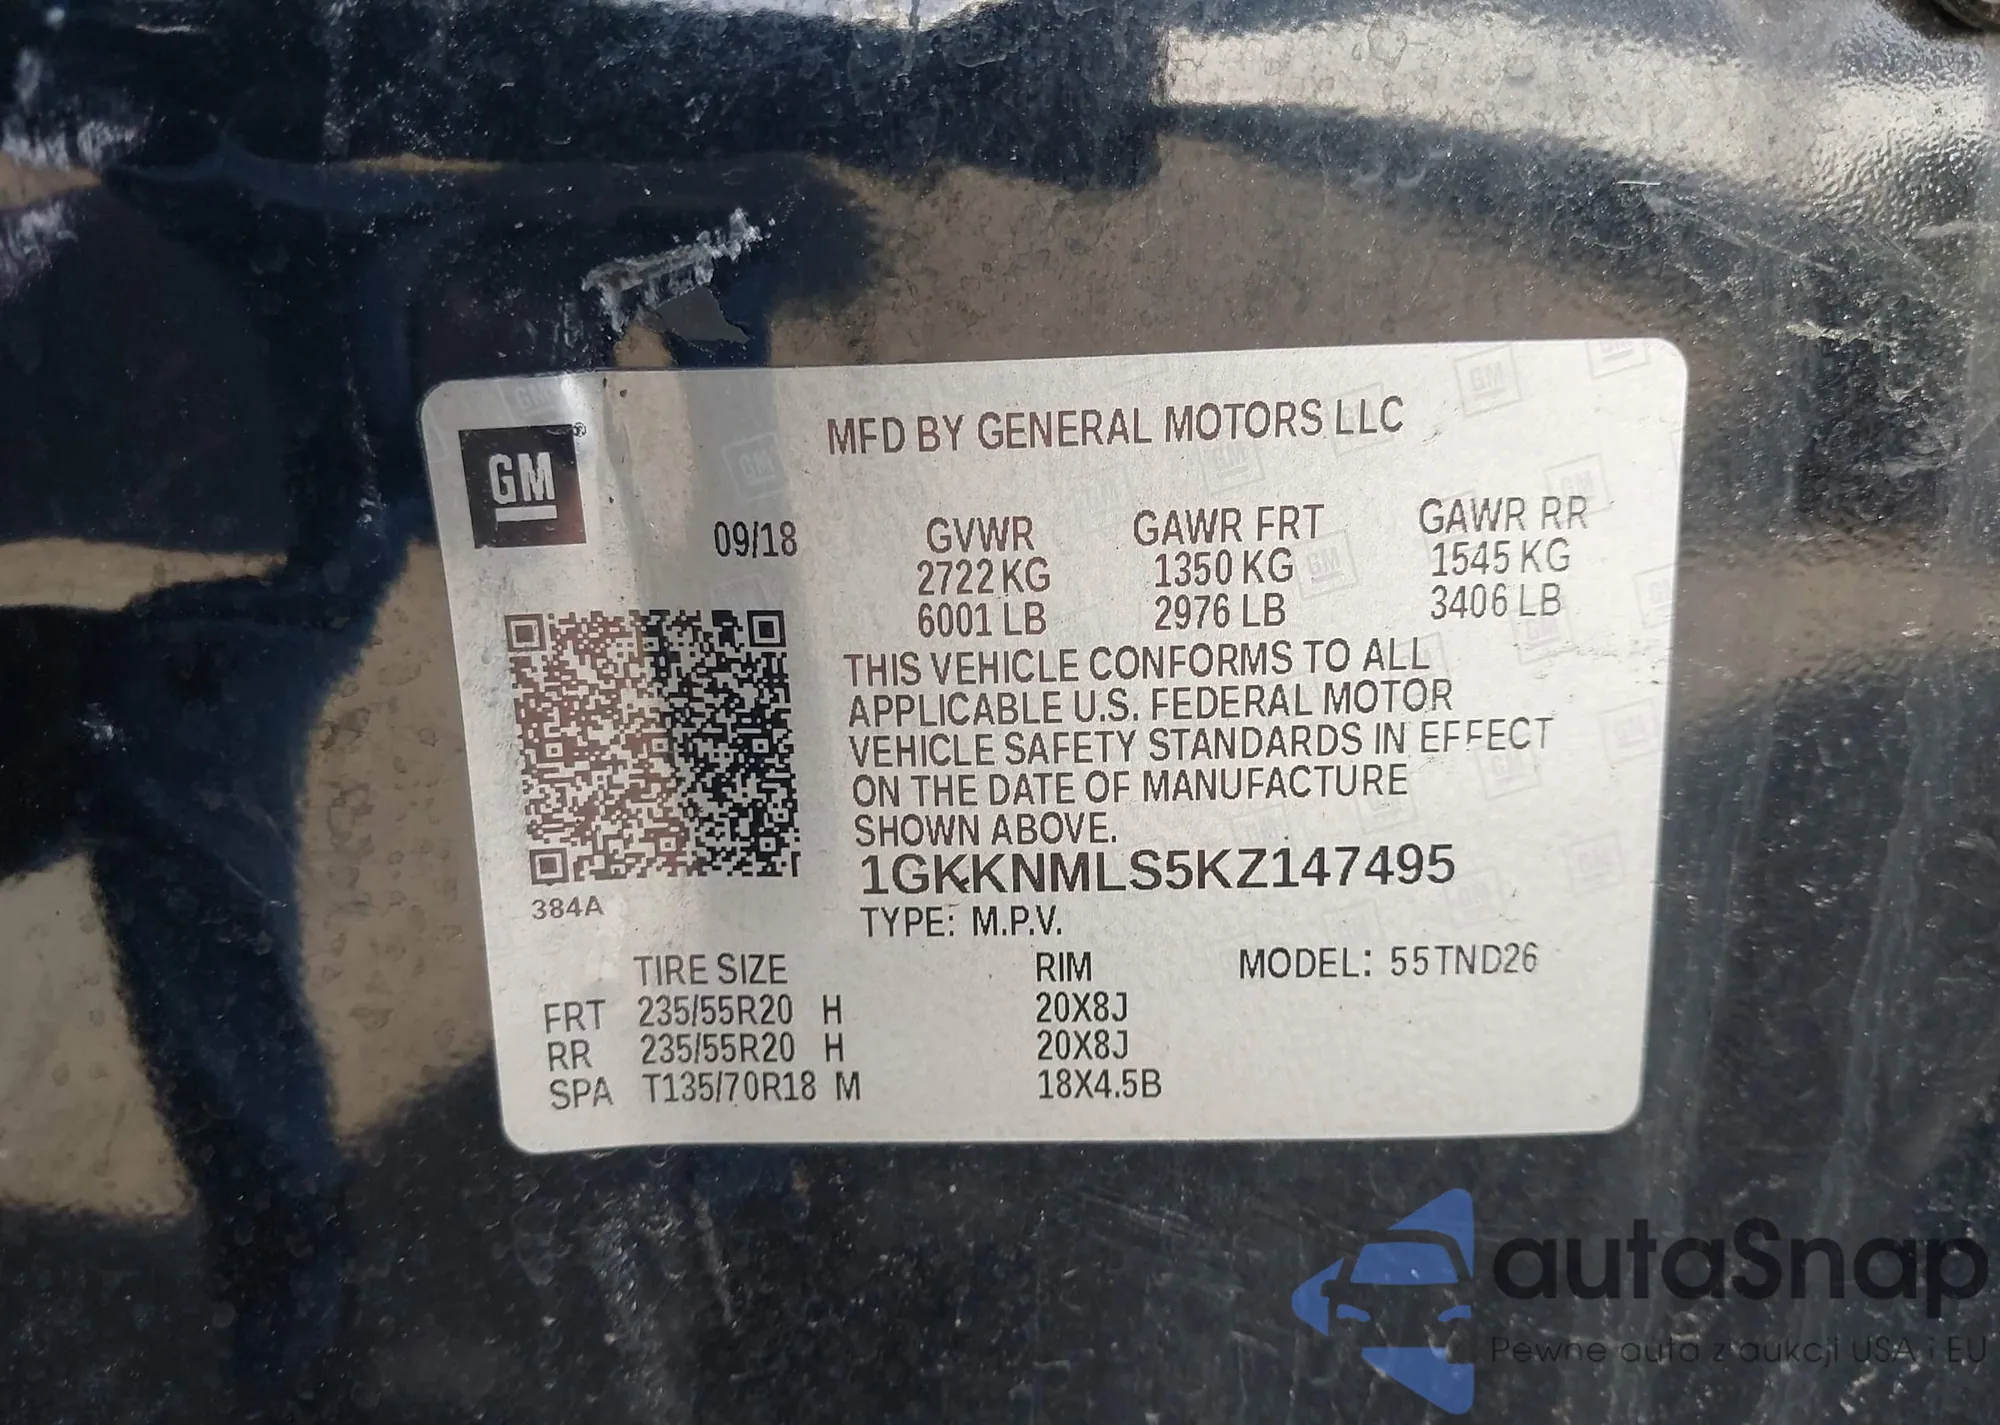 GM
MFD BY GENERAL MOTORS LLC
09/18
GVWR GAWR FRT GAWR RR
2722 KG 1350 KG 1545 KG
6001 LB 2976 LB 3406 LB
THIS VEHICLE CONFORMS TO ALL
APPLICABLE U.S. FEDERAL MOTOR
VEHICLE SAFETY STANDARDS IN EFFECT
ON THE DATE OF MANUFACTURE
SHOWN ABOVE.
1GKKNMLS5KZ147495
384A
TYPE: M.P.V.
TIRE SIZE RIM MODEL: 55TND26
FRT 235/55R20 H 20X8J
RR 235/55R20 H 20X8J
SPA T135/70R18 M 18X4.5B
autaSnap
Pewne auta z aukcji USA i EU